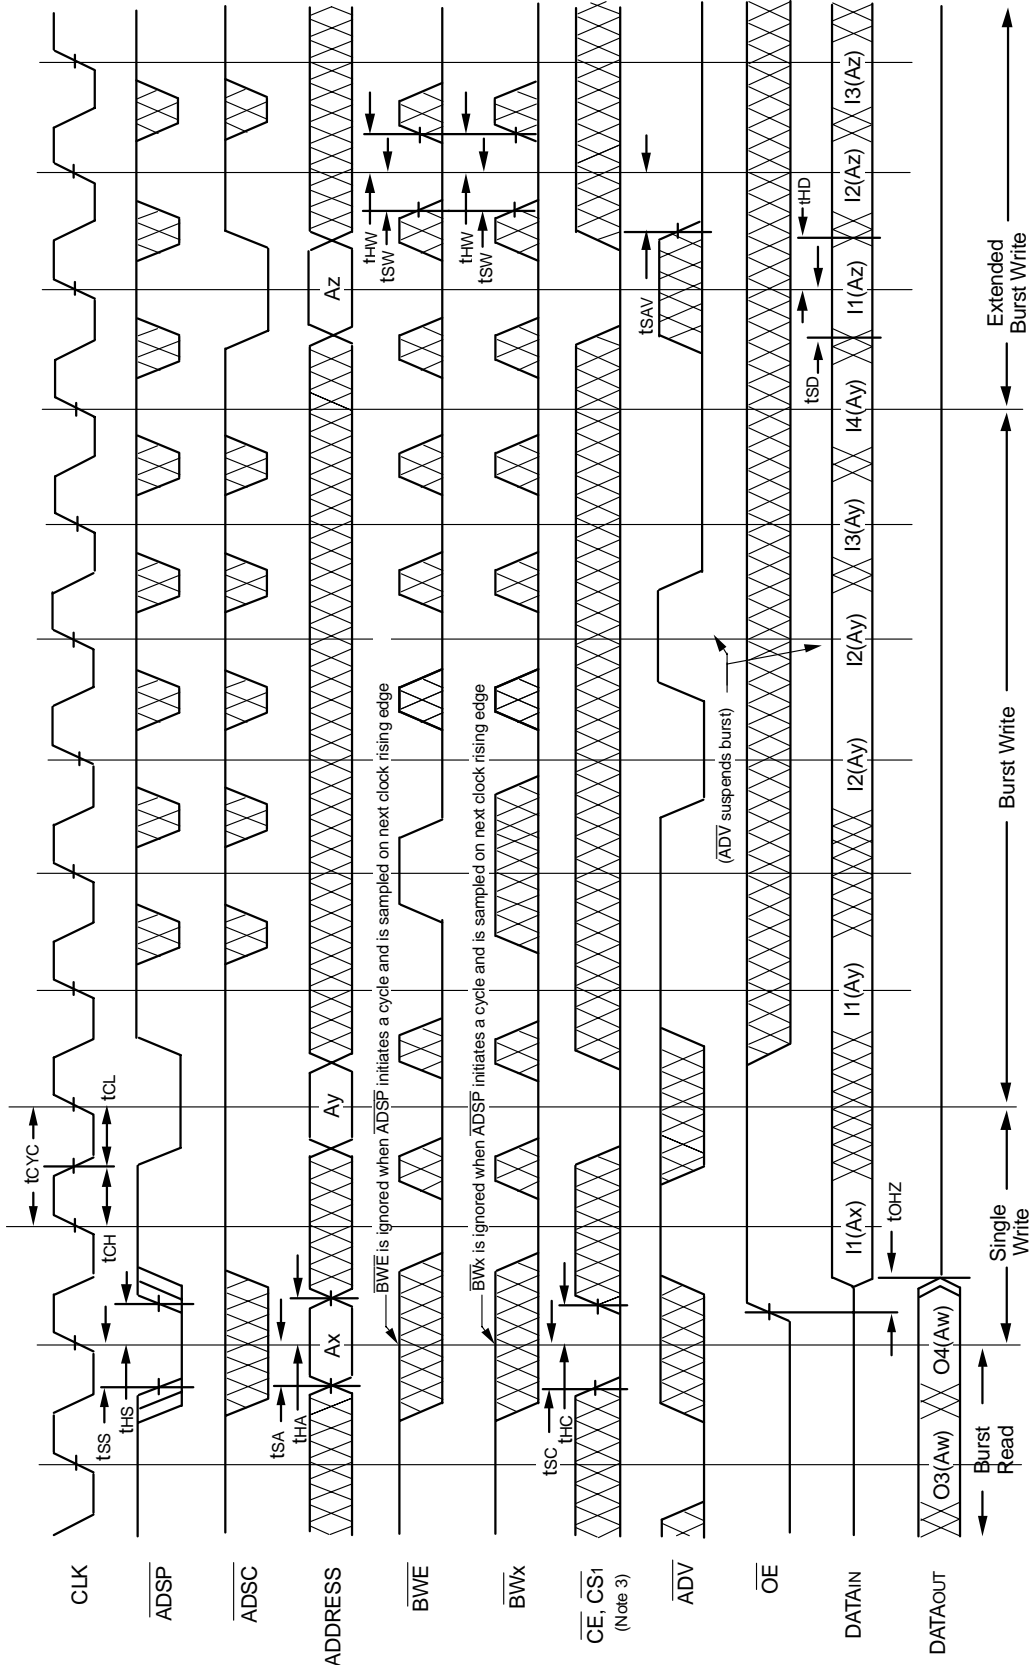 CLK
tCYC
tCH
tCL
ADSP
tSS
tHS
ADSC
ADDRESS
tSA
tHA
Ax
Ay
Az
BWE
BWE is ignored when ADSP initiates a cycle and is sampled on next clock rising edge
tHW
tSW
BWx
BWx is ignored when ADSP initiates a cycle and is sampled on next clock rising edge
tHW
tSW
CE, CS1
(Note 3)
tSC
tHC
ADV
tSAV
(ADV suspends burst)
OE
tOHZ
DATAIN
I1(Ax)
I1(Ay)
I2(Ay)
I2(Ay)
I3(Ay)
I4(Ay)
I1(Az)
I2(Az)
I3(Az)
tSD
tHD
DATAOUT
O3(Aw)
O4(Aw)
Burst
Read
Single
Write
Burst Write
Extended
Burst Write